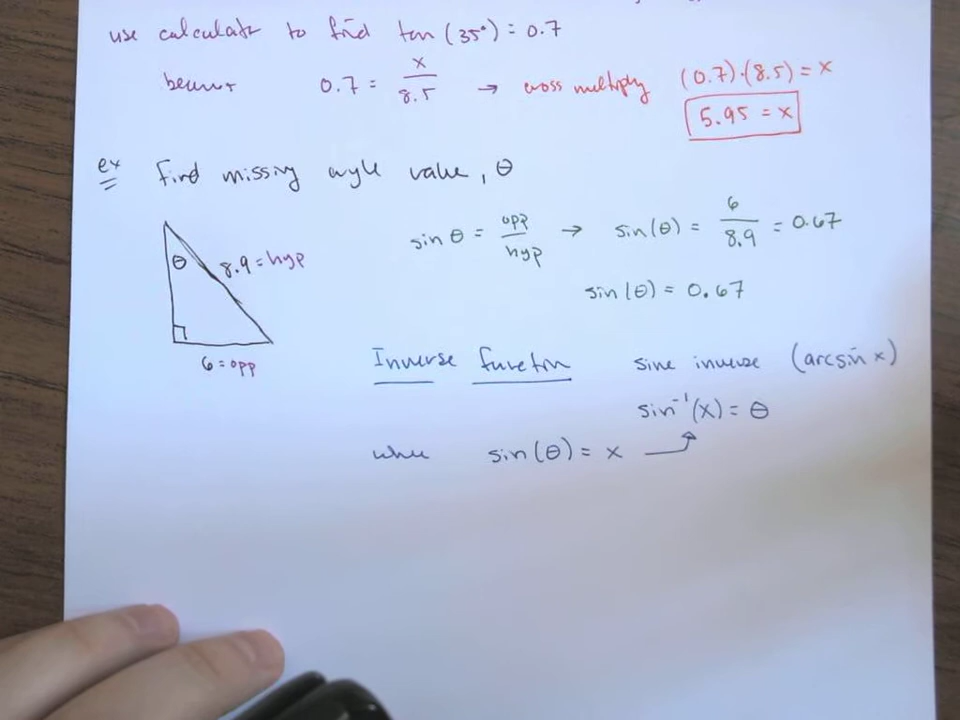 use calculator to find tan (35°) = 0.7
becomes 0.7 = x / 8.5 → cross multiply (0.7)·(8.5) = x
5.95 = x
ex Find missing angle value, θ
sin θ = opp / hyp → sin(θ) = 6 / 8.9 = 0.67
θ 8.9 = hyp
sin(θ) = 0.67
6 = opp
Inverse function sine inverse (arcsin x)
sin⁻¹(x) = θ
where sin(θ) = x